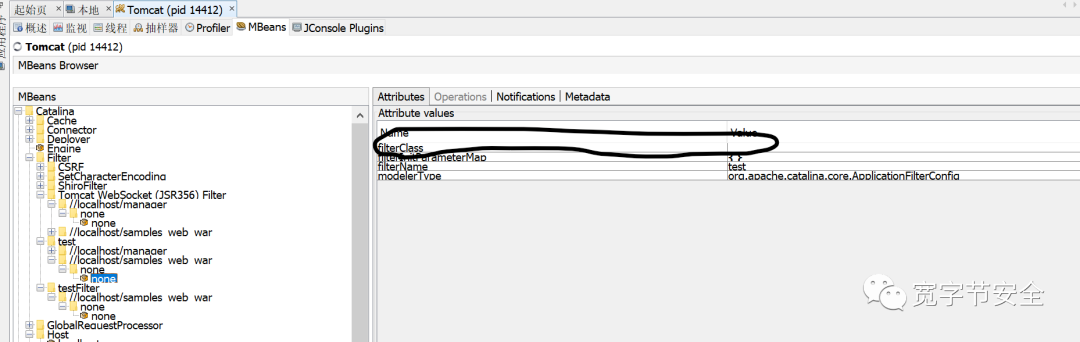 起始页 × 本地 × Tomcat (pid 14412) ×
概述 监视 线程 抽样器 Profiler MBeans JConsole Plugins
Tomcat (pid 14412)
MBeans Browser
MBeans
Catalina
Cache
Connector
Deployer
Engine
Filter
CSRF
SetCharacterEncoding
ShiroFilter
Tomcat WebSocket (JSR356) Filter
//localhost/manager
none
none
//localhost/samples_web_war
test
//localhost/manager
//localhost/samples_web_war
none
none
testFilter
//localhost/samples_web_war
none
none
GlobalRequestProcessor
Host
Attributes Operations Notifications Metadata
Attribute values
Name Value
filterClass
filterInitParameterMap { }
filterName test
modelerType org.apache.catalina.core.ApplicationFilterConfig
宽字节安全